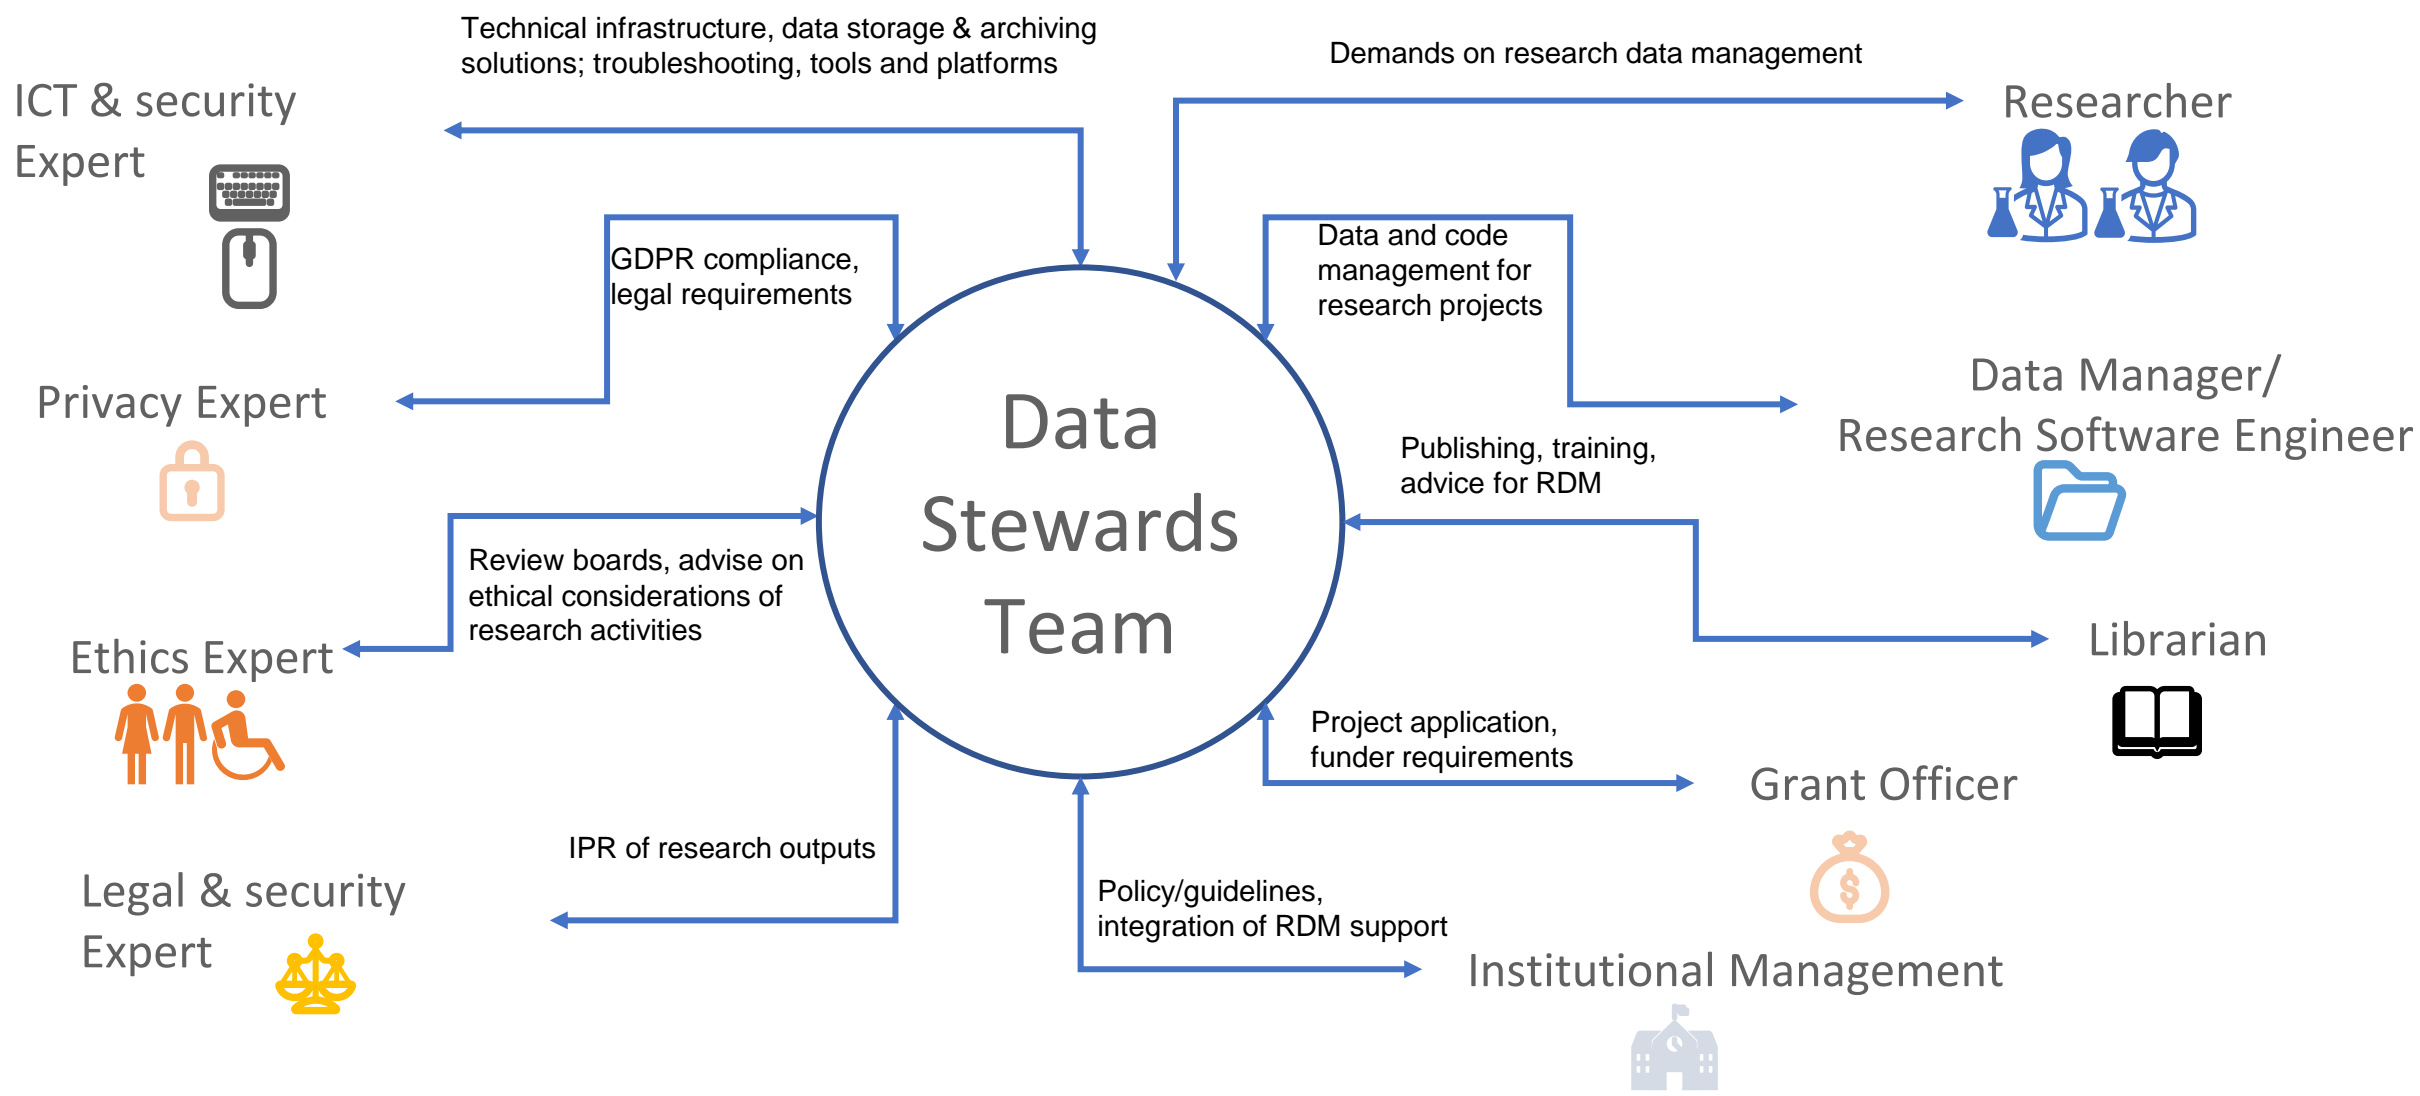 Technical infrastructure, data storage & archiving
solutions; troubleshooting, tools and platforms
Demands on research data management
ICT & security
Expert
Researcher
GDPR compliance,
legal requirements
Data and code
management for
research projects
Privacy Expert
Data Manager/
Research Software Engineer
Data
Stewards
Team
Publishing, training,
advice for RDM
Review boards, advise on
ethical considerations of
research activities
Ethics Expert
Librarian
Project application,
funder requirements
Grant Officer
$
IPR of research outputs
Legal & security
Expert
Policy/guidelines,
integration of RDM support
Institutional Management